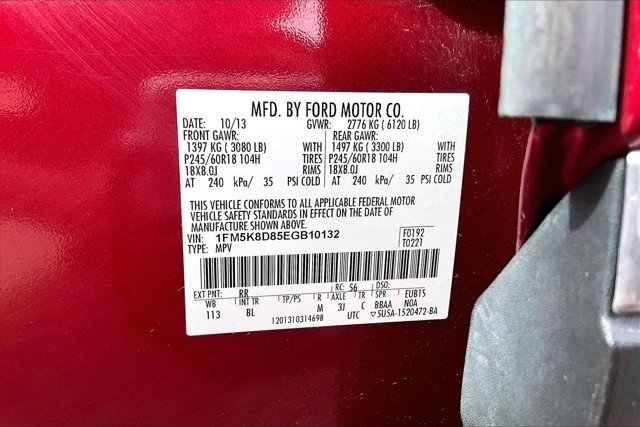 MFD. BY FORD MOTOR CO.
DATE: 10/13 GVWR: 2776 KG ( 6120 LB)
FRONT GAWR: REAR GAWR:
1397 KG ( 3080 LB) WITH 1497 KG ( 3300 LB) WITH
P245/60R18 104H TIRES P245/60R18 104H TIRES
18X8.0J RIMS 18X8.0J RIMS
AT 240 kPa/ 35 PSI COLD AT 240 kPa/ 35 PSI COLD
THIS VEHICLE CONFORMS TO ALL APPLICABLE FEDERAL MOTOR
VEHICLE SAFETY STANDARDS IN EFFECT ON THE DATE OF
MANUFACTURE SHOWN ABOVE.
VIN: 1FM5K8D85EGB10132 F0192
TYPE: MPV T0221
EXT PNT: RR RC: 56 DSO:
WB INT TR TP/PS R AXLE TR SPR EUB1S
113 BL M 3J C BBAA NOA
1201310314698 UTC ▽5U5A-1520472-BA